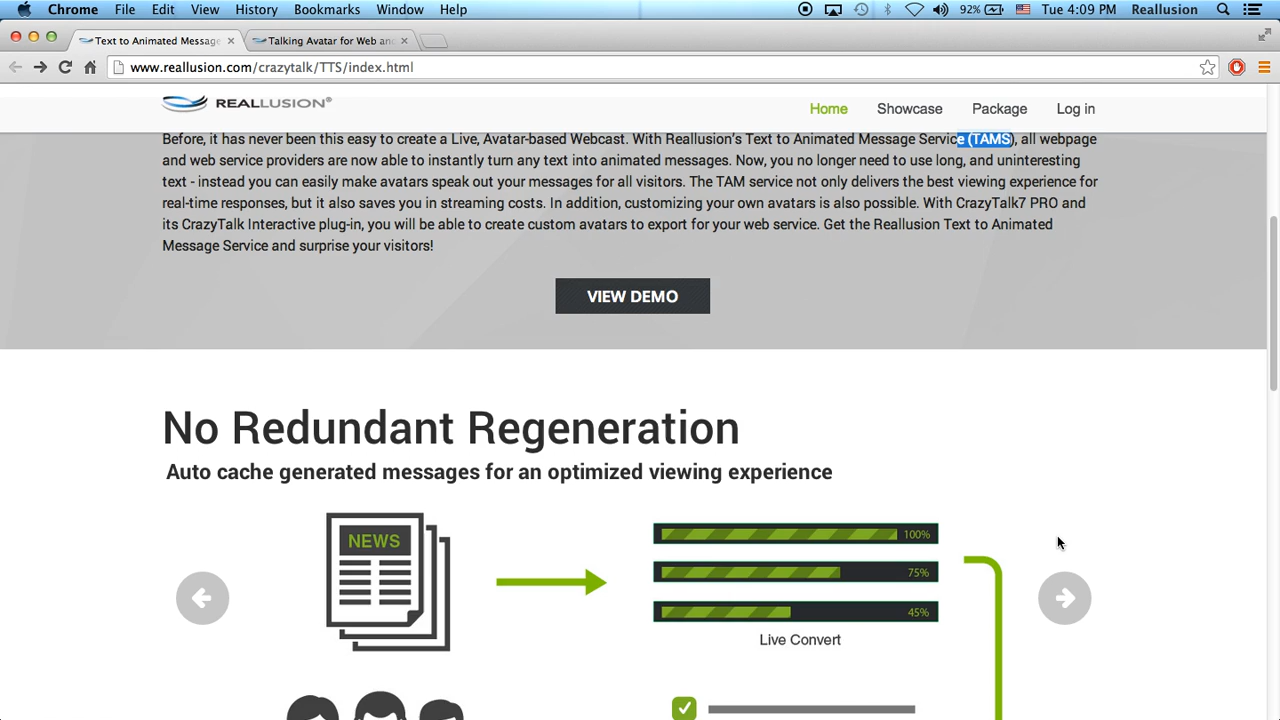 Chrome File Edit View History Bookmarks Window Help 92% Tue 4:09 PM Reallusion
Text to Animated Message Talking Avatar for Web an
www.reallusion.com/crazytalk/TTS/index.html
REALLUSION® Home Showcase Package Log in
Before, it has never been this easy to create a Live, Avatar-based Webcast. With Reallusion's Text to Animated Message Service (TAMS), all webpage
and web service providers are now able to instantly turn any text into animated messages. Now, you no longer need to use long, and uninteresting
text - instead you can easily make avatars speak out your messages for all visitors. The TAM service not only delivers the best viewing experience for
real-time responses, but it also saves you in streaming costs. In addition, customizing your own avatars is also possible. With CrazyTalk7 PRO and
its CrazyTalk Interactive plug-in, you will be able to create custom avatars to export for your web service. Get the Reallusion Text to Animated
Message Service and surprise your visitors!
VIEW DEMO
No Redundant Regeneration
Auto cache generated messages for an optimized viewing experience
NEWS
100%
75%
45%
Live Convert